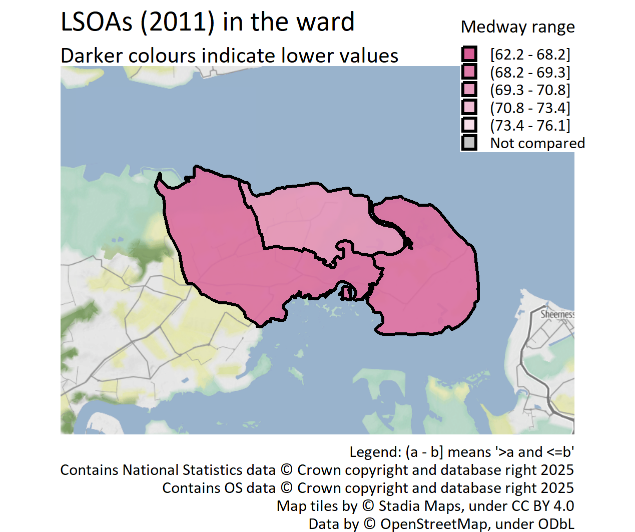 LSOAs (2011) in the ward
Darker colours indicate lower values
Medway range
[62.2 - 68.2]
(68.2 - 69.3]
(69.3 - 70.8]
(70.8 - 73.4]
(73.4 - 76.1]
Not compared
Sheerness
Legend: (a - b] means '>a and <=b'
Contains National Statistics data © Crown copyright and database right 2025
Contains OS data © Crown copyright and database right 2025
Map tiles by © Stadia Maps, under CC BY 4.0
Data by © OpenStreetMap, under ODbL